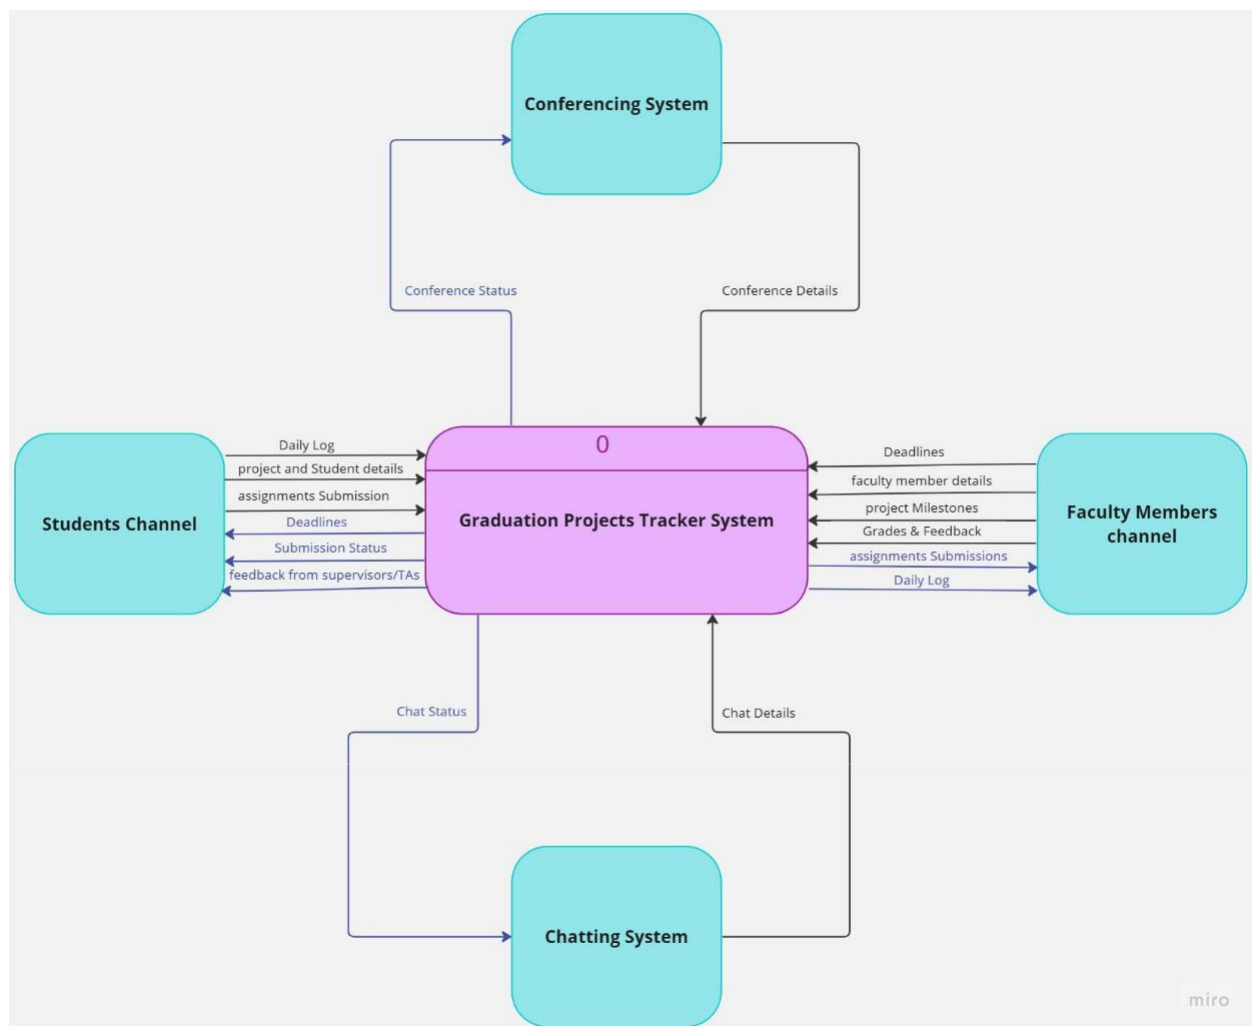 Conferencing System
Conference Status
Conference Details
0
Graduation Projects Tracker System
Students Channel
Daily Log
project and Student details
assignments Submission
Deadlines
Submission Status
feedback from supervisors/TAs
Deadlines
faculty member details
project Milestones
Grades & Feedback
assignments Submissions
Daily Log
Faculty Members
channel
Chat Status
Chat Details
Chatting System
miro